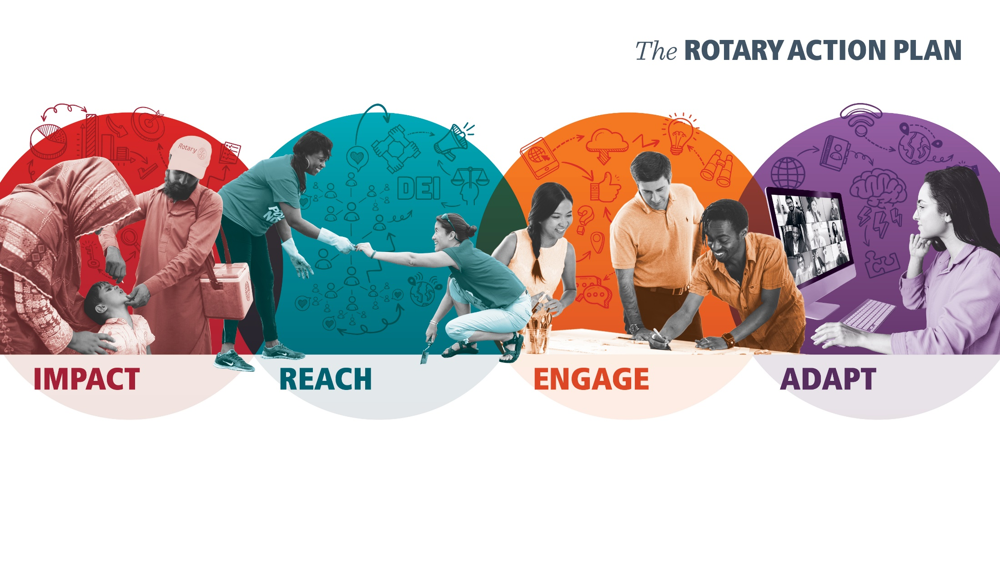 The ROTARY ACTION PLAN
Rotary
DEI
IMPACT
REACH
ENGAGE
ADAPT